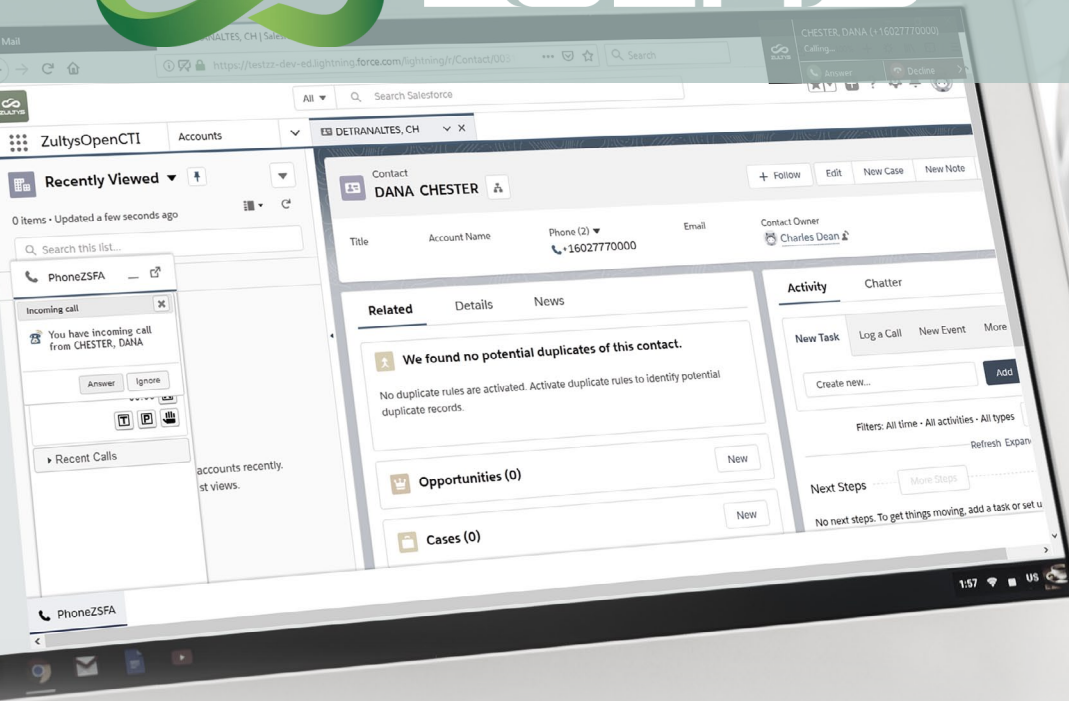 Mail
CHESTER, DANA (+16027770000)
Calling...
Answer
Decline
ZULTYS
https://testzz-dev-ed.lightning.force.com/lightning/r/Contact/003
Search
ZULTYS
All
Search Salesforce
ZultysOpenCTI
Accounts
DETRANALTES, CH
Recently Viewed
0 items • Updated a few seconds ago
Search this list...
PhoneZSFA
Incoming call
You have incoming call
from CHESTER, DANA
Answer
Ignore
T
P
Recent Calls
accounts recently.
st views.
Contact
DANA CHESTER
+ Follow
Edit
New Case
New Note
Title
Account Name
Phone (2)
+16027770000
Email
Contact Owner
Charles Dean
Related
Details
News
We found no potential duplicates of this contact.
No duplicate rules are activated. Activate duplicate rules to identify potential
duplicate records.
Opportunities (0)
New
Cases (0)
New
Activity
Chatter
New Task
Log a Call
New Event
More
Create new...
Add
Filters: All time • All activities • All types
Refresh Expan
Next Steps
More Steps
No next steps. To get things moving, add a task or set u
PhoneZSFA
1:57
US